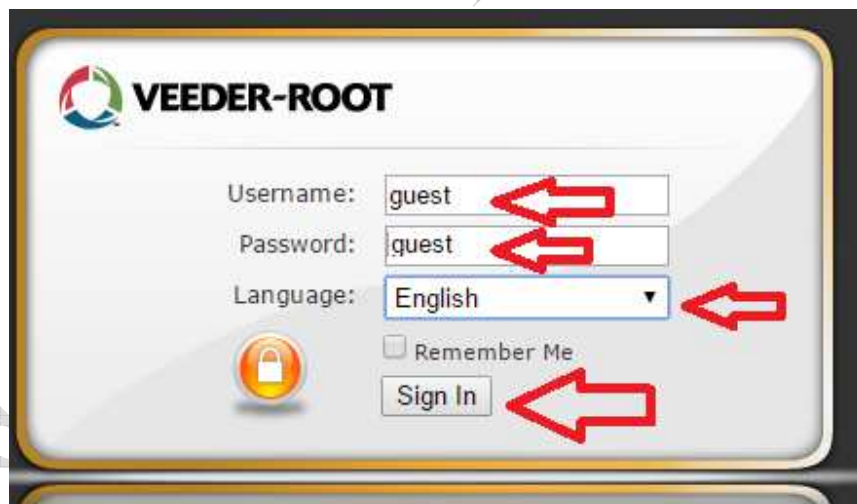 VEEDER-ROOT
Username: guest
Password: guest
Language: English
Remember Me
Sign In